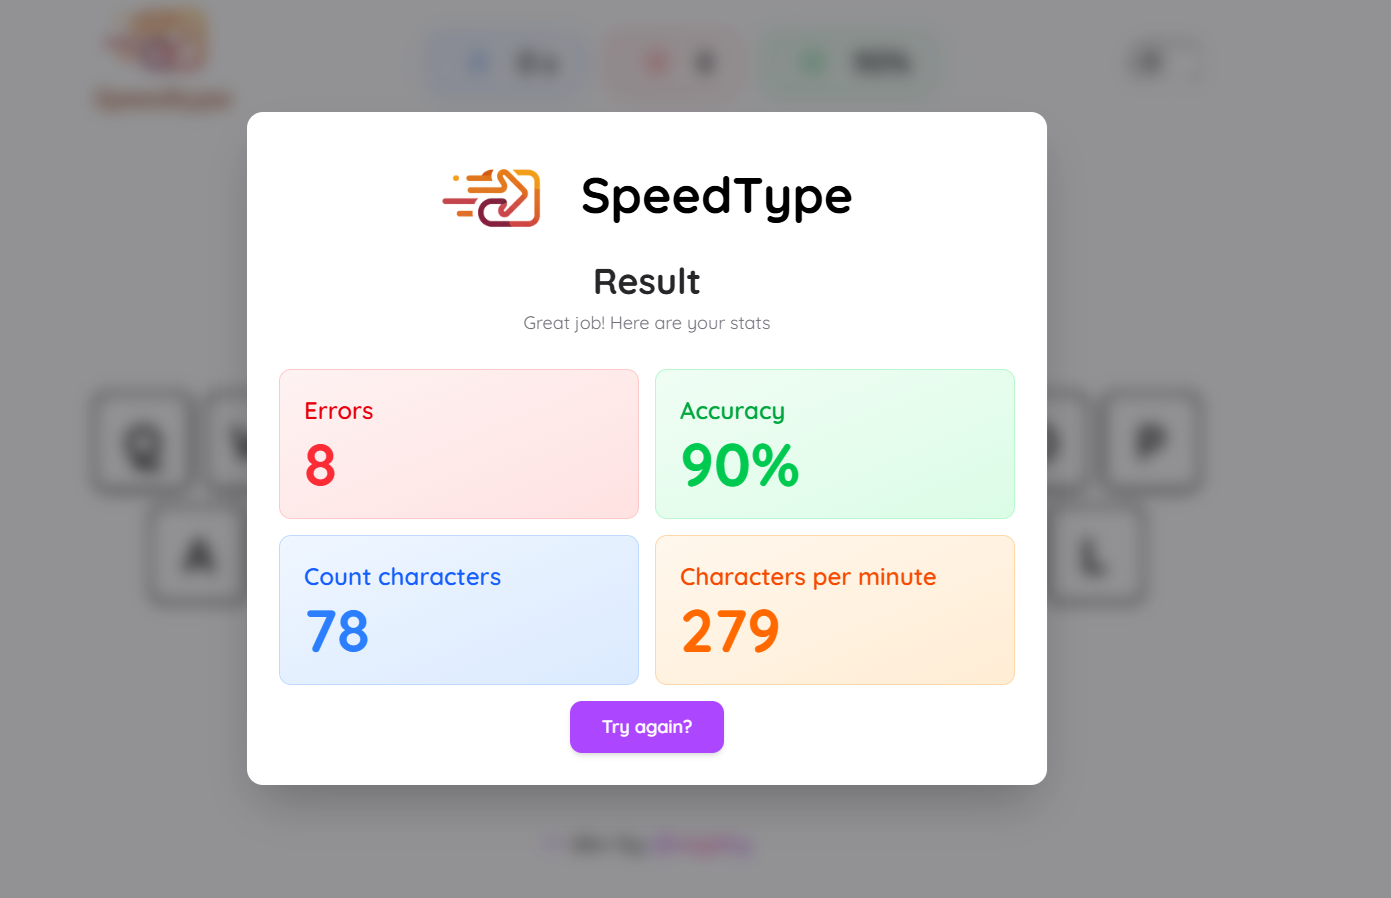 SpeedType
SpeedType
Result
Great job! Here are your stats
Errors
8
Accuracy
90%
Count characters
78
Characters per minute
279
Try again?
Q
P
A
L